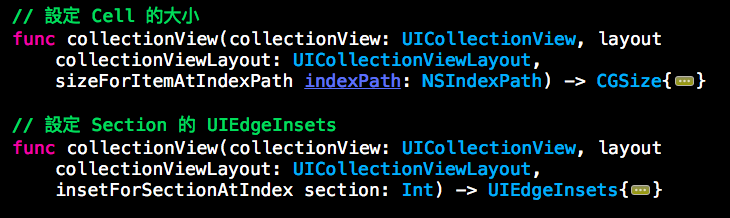 // 設定 Cell 的大小
func collectionView(collectionView: UICollectionView, layout
collectionViewLayout: UICollectionViewLayout,
sizeForItemAtIndexPath indexPath: NSIndexPath) -> CGSize{•••}
// 設定 Section 的 UIEdgeInsets
func collectionView(collectionView: UICollectionView, layout
collectionViewLayout: UICollectionViewLayout,
insetForSectionAtIndex section: Int) -> UIEdgeInsets{•••}